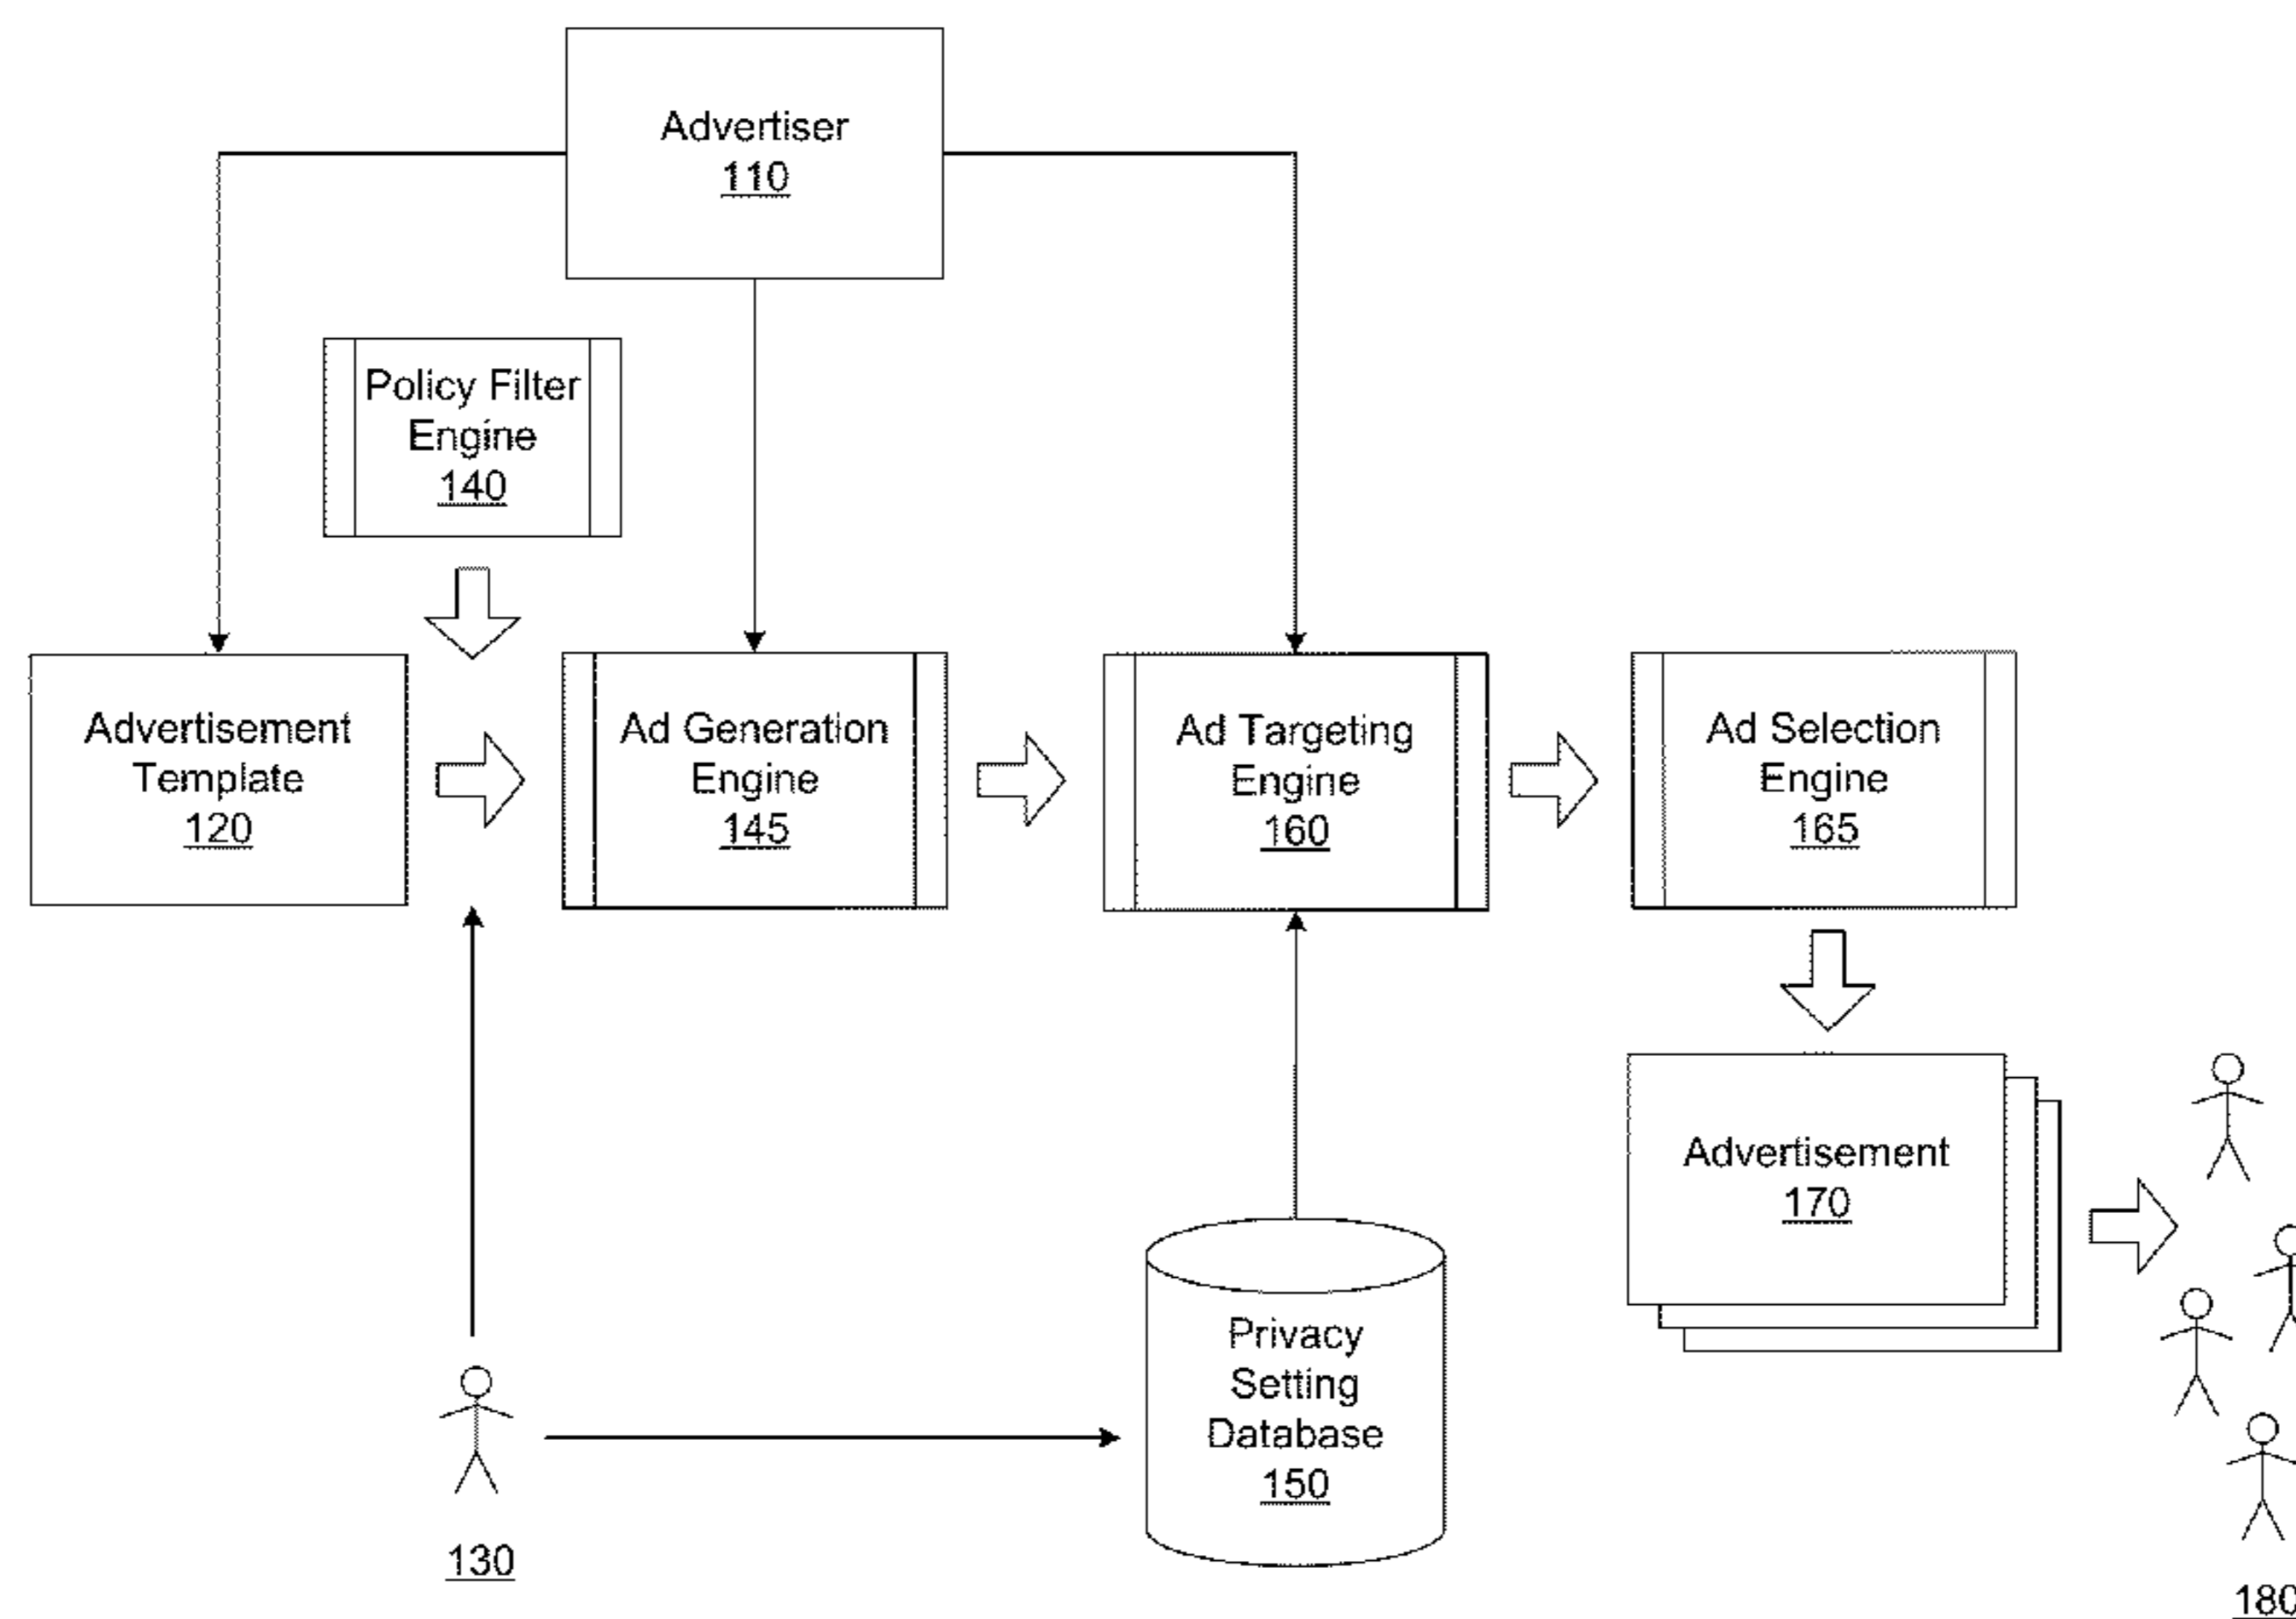 Advertiser
110
Policy Filter
Engine
140
Advertisement
Template
120
Ad Generation
Engine
145
Ad Targeting
Engine
160
Ad Selection
Engine
165
Advertisement
170
Privacy
Setting
Database
150
130
180